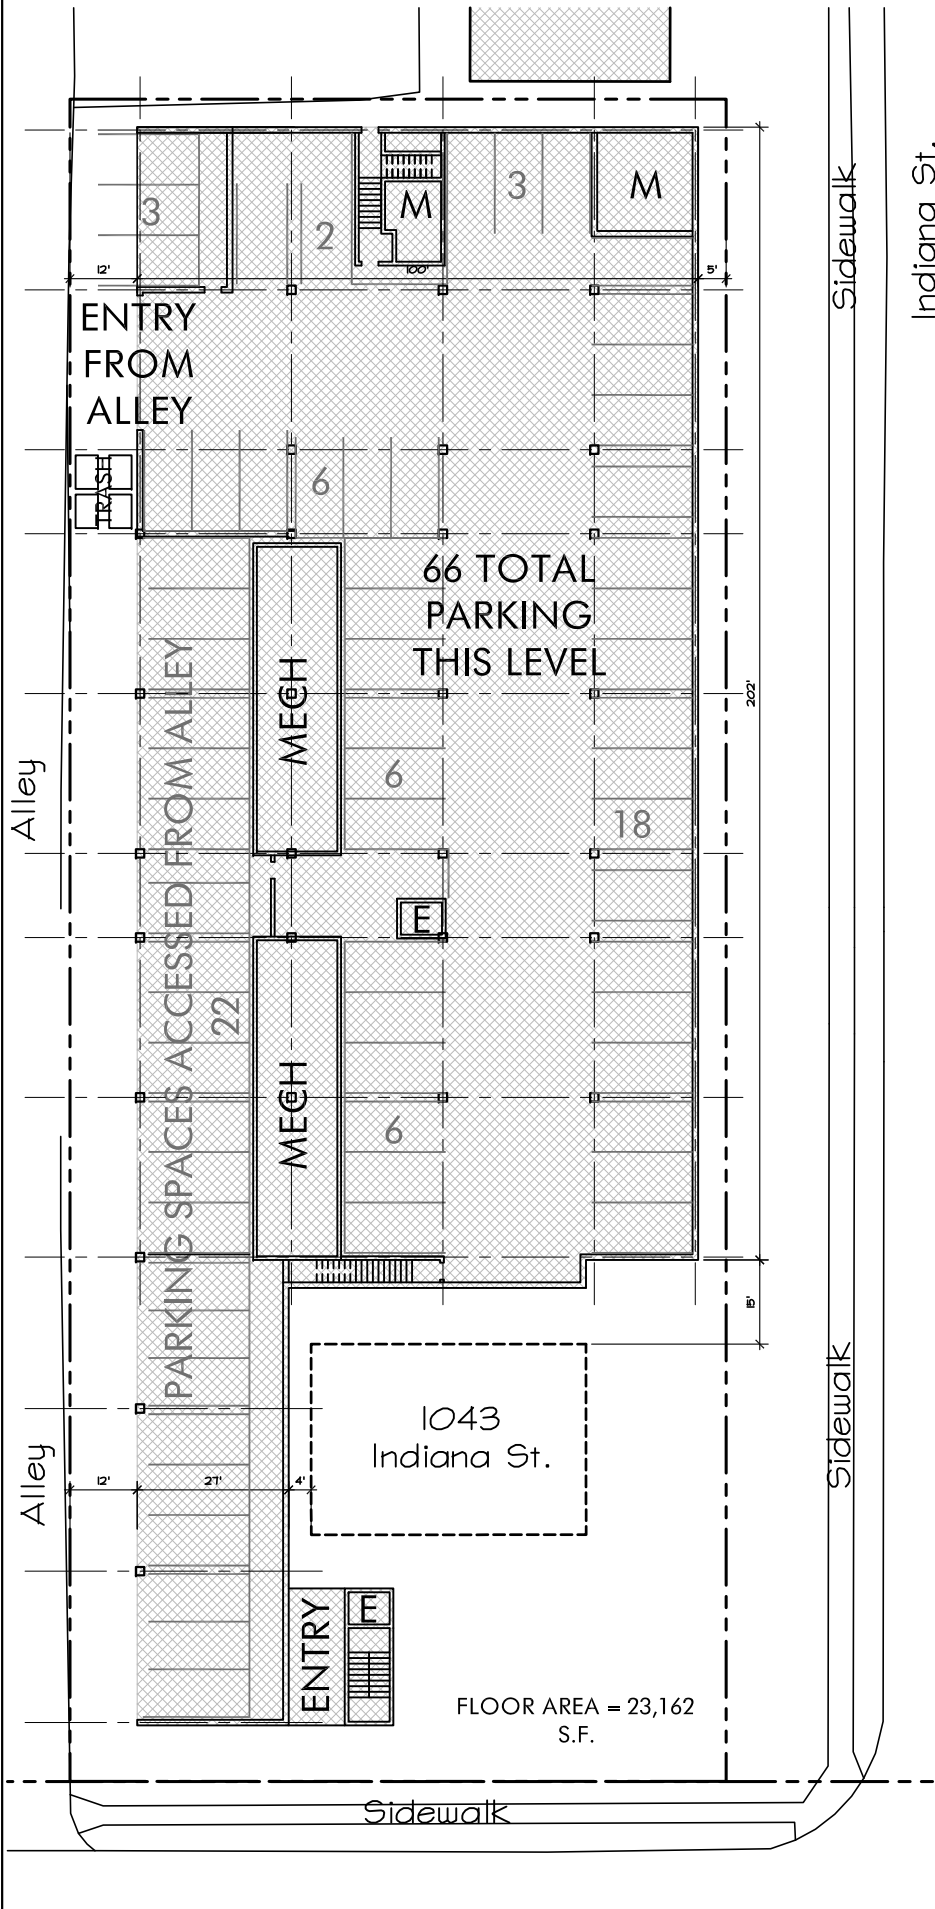 Indiana St.
Sidewalk
3
2
M
3
M
12'
100'
5'
ENTRY
FROM
ALLEY
TRASH
6
66 TOTAL
PARKING
THIS LEVEL
MECH
202'
Alley
6
18
PARKING SPACES ACCESSED FROM ALLEY
22
E
MECH
6
15'
1043
Indiana St.
Sidewalk
Alley
12'
27'
4'
ENTRY
E
FLOOR AREA = 23,162
S.F.
Sidewalk